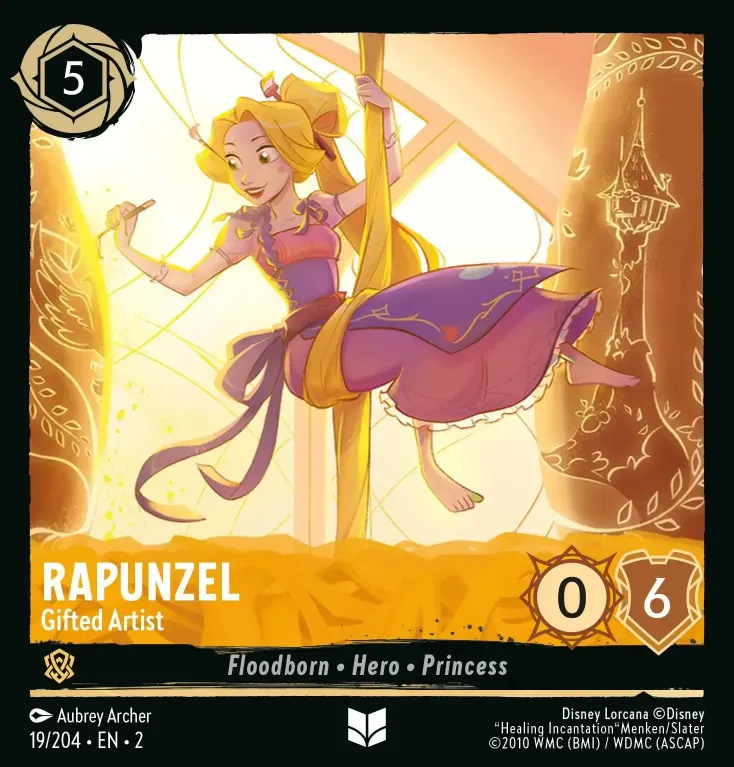 5
RAPUNZEL
Gifted Artist
0
6
Floodborn • Hero • Princess
Aubrey Archer
19/204 • EN • 2
Disney Lorcana ©Disney
“Healing Incantation“Menken/Slater
©2010 WMC (BMI) / WDMC (ASCAP)